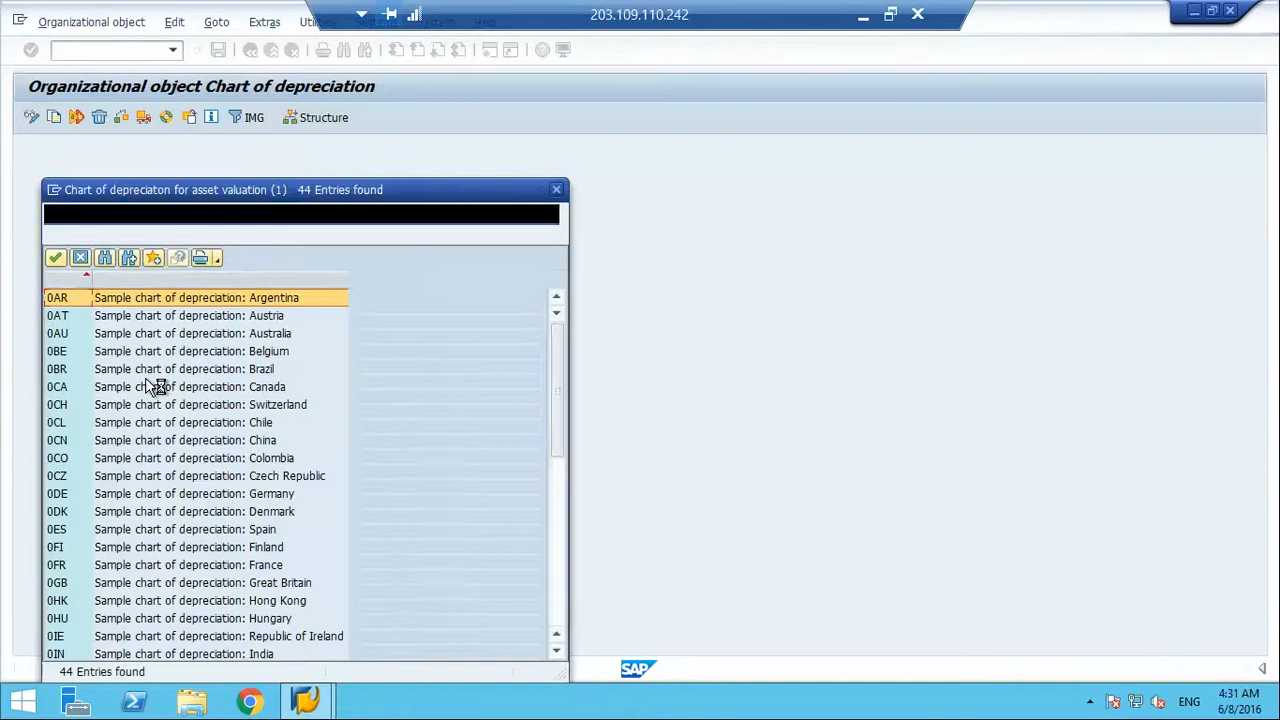 203.109.110.242
Organizational object Edit Goto Extras
Organizational object Chart of depreciation
IMG Structure
Chart of depreciaton for asset valuation (1) 44 Entries found
0AR Sample chart of depreciation: Argentina
0AT Sample chart of depreciation: Austria
0AU Sample chart of depreciation: Australia
0BE Sample chart of depreciation: Belgium
0BR Sample chart of depreciation: Brazil
0CA Sample chart of depreciation: Canada
0CH Sample chart of depreciation: Switzerland
0CL Sample chart of depreciation: Chile
0CN Sample chart of depreciation: China
0CO Sample chart of depreciation: Colombia
0CZ Sample chart of depreciation: Czech Republic
0DE Sample chart of depreciation: Germany
0DK Sample chart of depreciation: Denmark
0ES Sample chart of depreciation: Spain
0FI Sample chart of depreciation: Finland
0FR Sample chart of depreciation: France
0GB Sample chart of depreciation: Great Britain
0HK Sample chart of depreciation: Hong Kong
0HU Sample chart of depreciation: Hungary
0IE Sample chart of depreciation: Republic of Ireland
0IN Sample chart of depreciation: India
44 Entries found
SAP
ENG
4:31 AM
6/8/2016